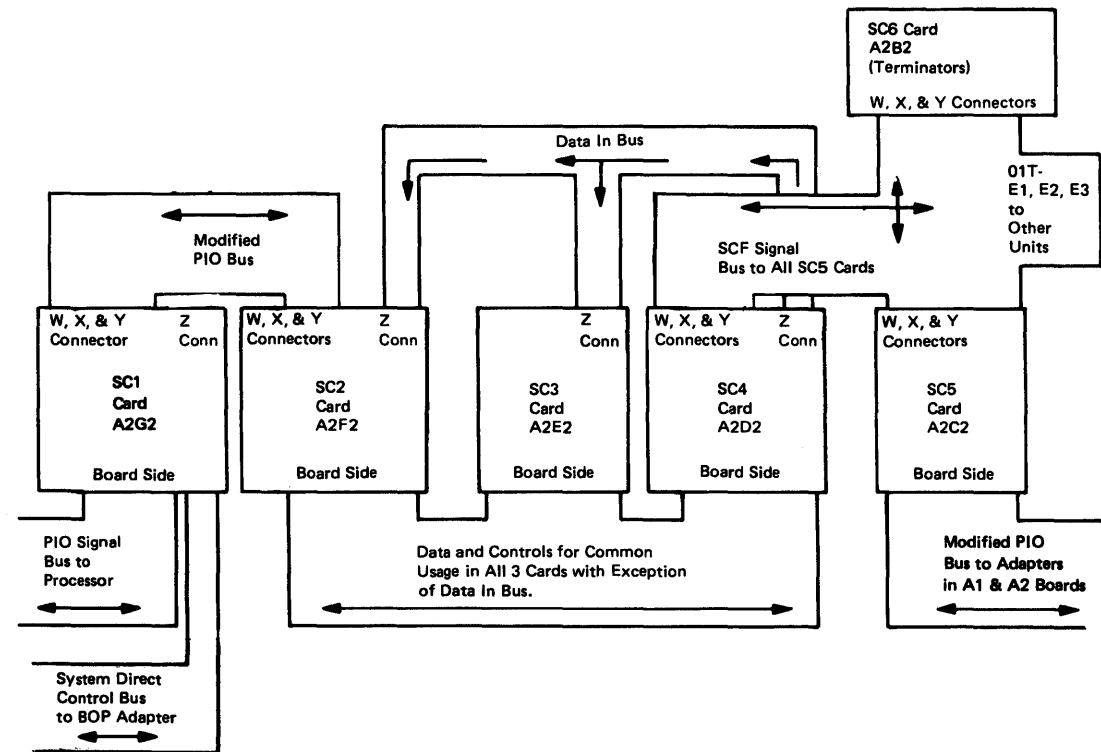 SC6 Card
A2B2
(Terminators)
W, X, & Y Connectors
Data In Bus
01T-
E1, E2, E3
to
Other
Units
Modified
PIO Bus
SCF Signal
Bus to All SC5 Cards
W, X, & Y
Connector
Z
Conn
SC1
Card
A2G2
Board Side
W, X, & Y
Connectors
Z
Conn
SC2
Card
A2F2
Board Side
Z
Conn
SC3
Card
A2E2
Board Side
W, X, & Y
Connectors
Z
Conn
SC4
Card
A2D2
Board Side
W, X, & Y
Connectors
SC5
Card
A2C2
Board Side
PIO Signal
Bus to
Processor
Data and Controls for Common
Usage in All 3 Cards with Exception
of Data In Bus.
Modified PIO
Bus to Adapters
in A1 & A2 Boards
System Direct
Control Bus
to BOP Adapter